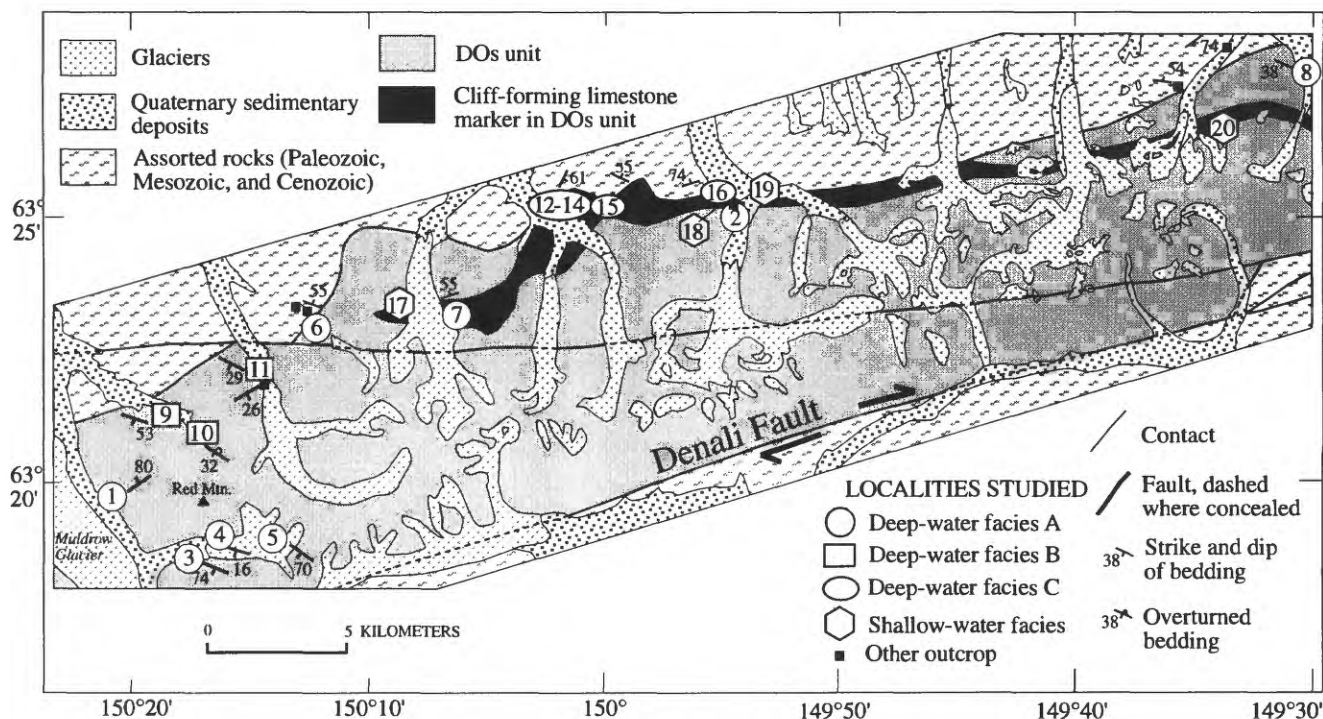 Glaciers
DOs unit
Quaternary sedimentary
deposits
Cliff-forming limestone
marker in DOs unit
Assorted rocks (Paleozoic,
Mesozoic, and Cenozoic)
74
38
8
54
20
63°
25'
61
12-14
15
55
74
16
19
2
18
55
17
55
7
6
11
29
26
9
53
10
32
80
1
Red Mtn.
Muldrow
Glacier
4
5
3
74
16
70
Denali Fault
0 5 KILOMETERS
63°
20'
LOCALITIES STUDIED
Deep-water facies A
Deep-water facies B
Deep-water facies C
Shallow-water facies
Other outcrop
Contact
Fault, dashed
where concealed
38 Strike and dip
of bedding
38 Overturned
bedding
150°20' 150°10' 150° 149°50' 149°40' 149°30'